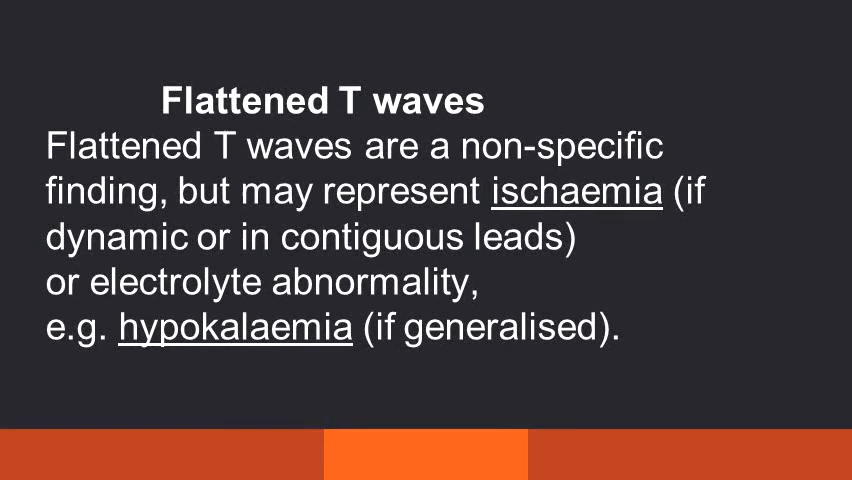 Flattened T waves
Flattened T waves are a non-specific
finding, but may represent ischaemia (if
dynamic or in contiguous leads)
or electrolyte abnormality,
e.g. hypokalaemia (if generalised).